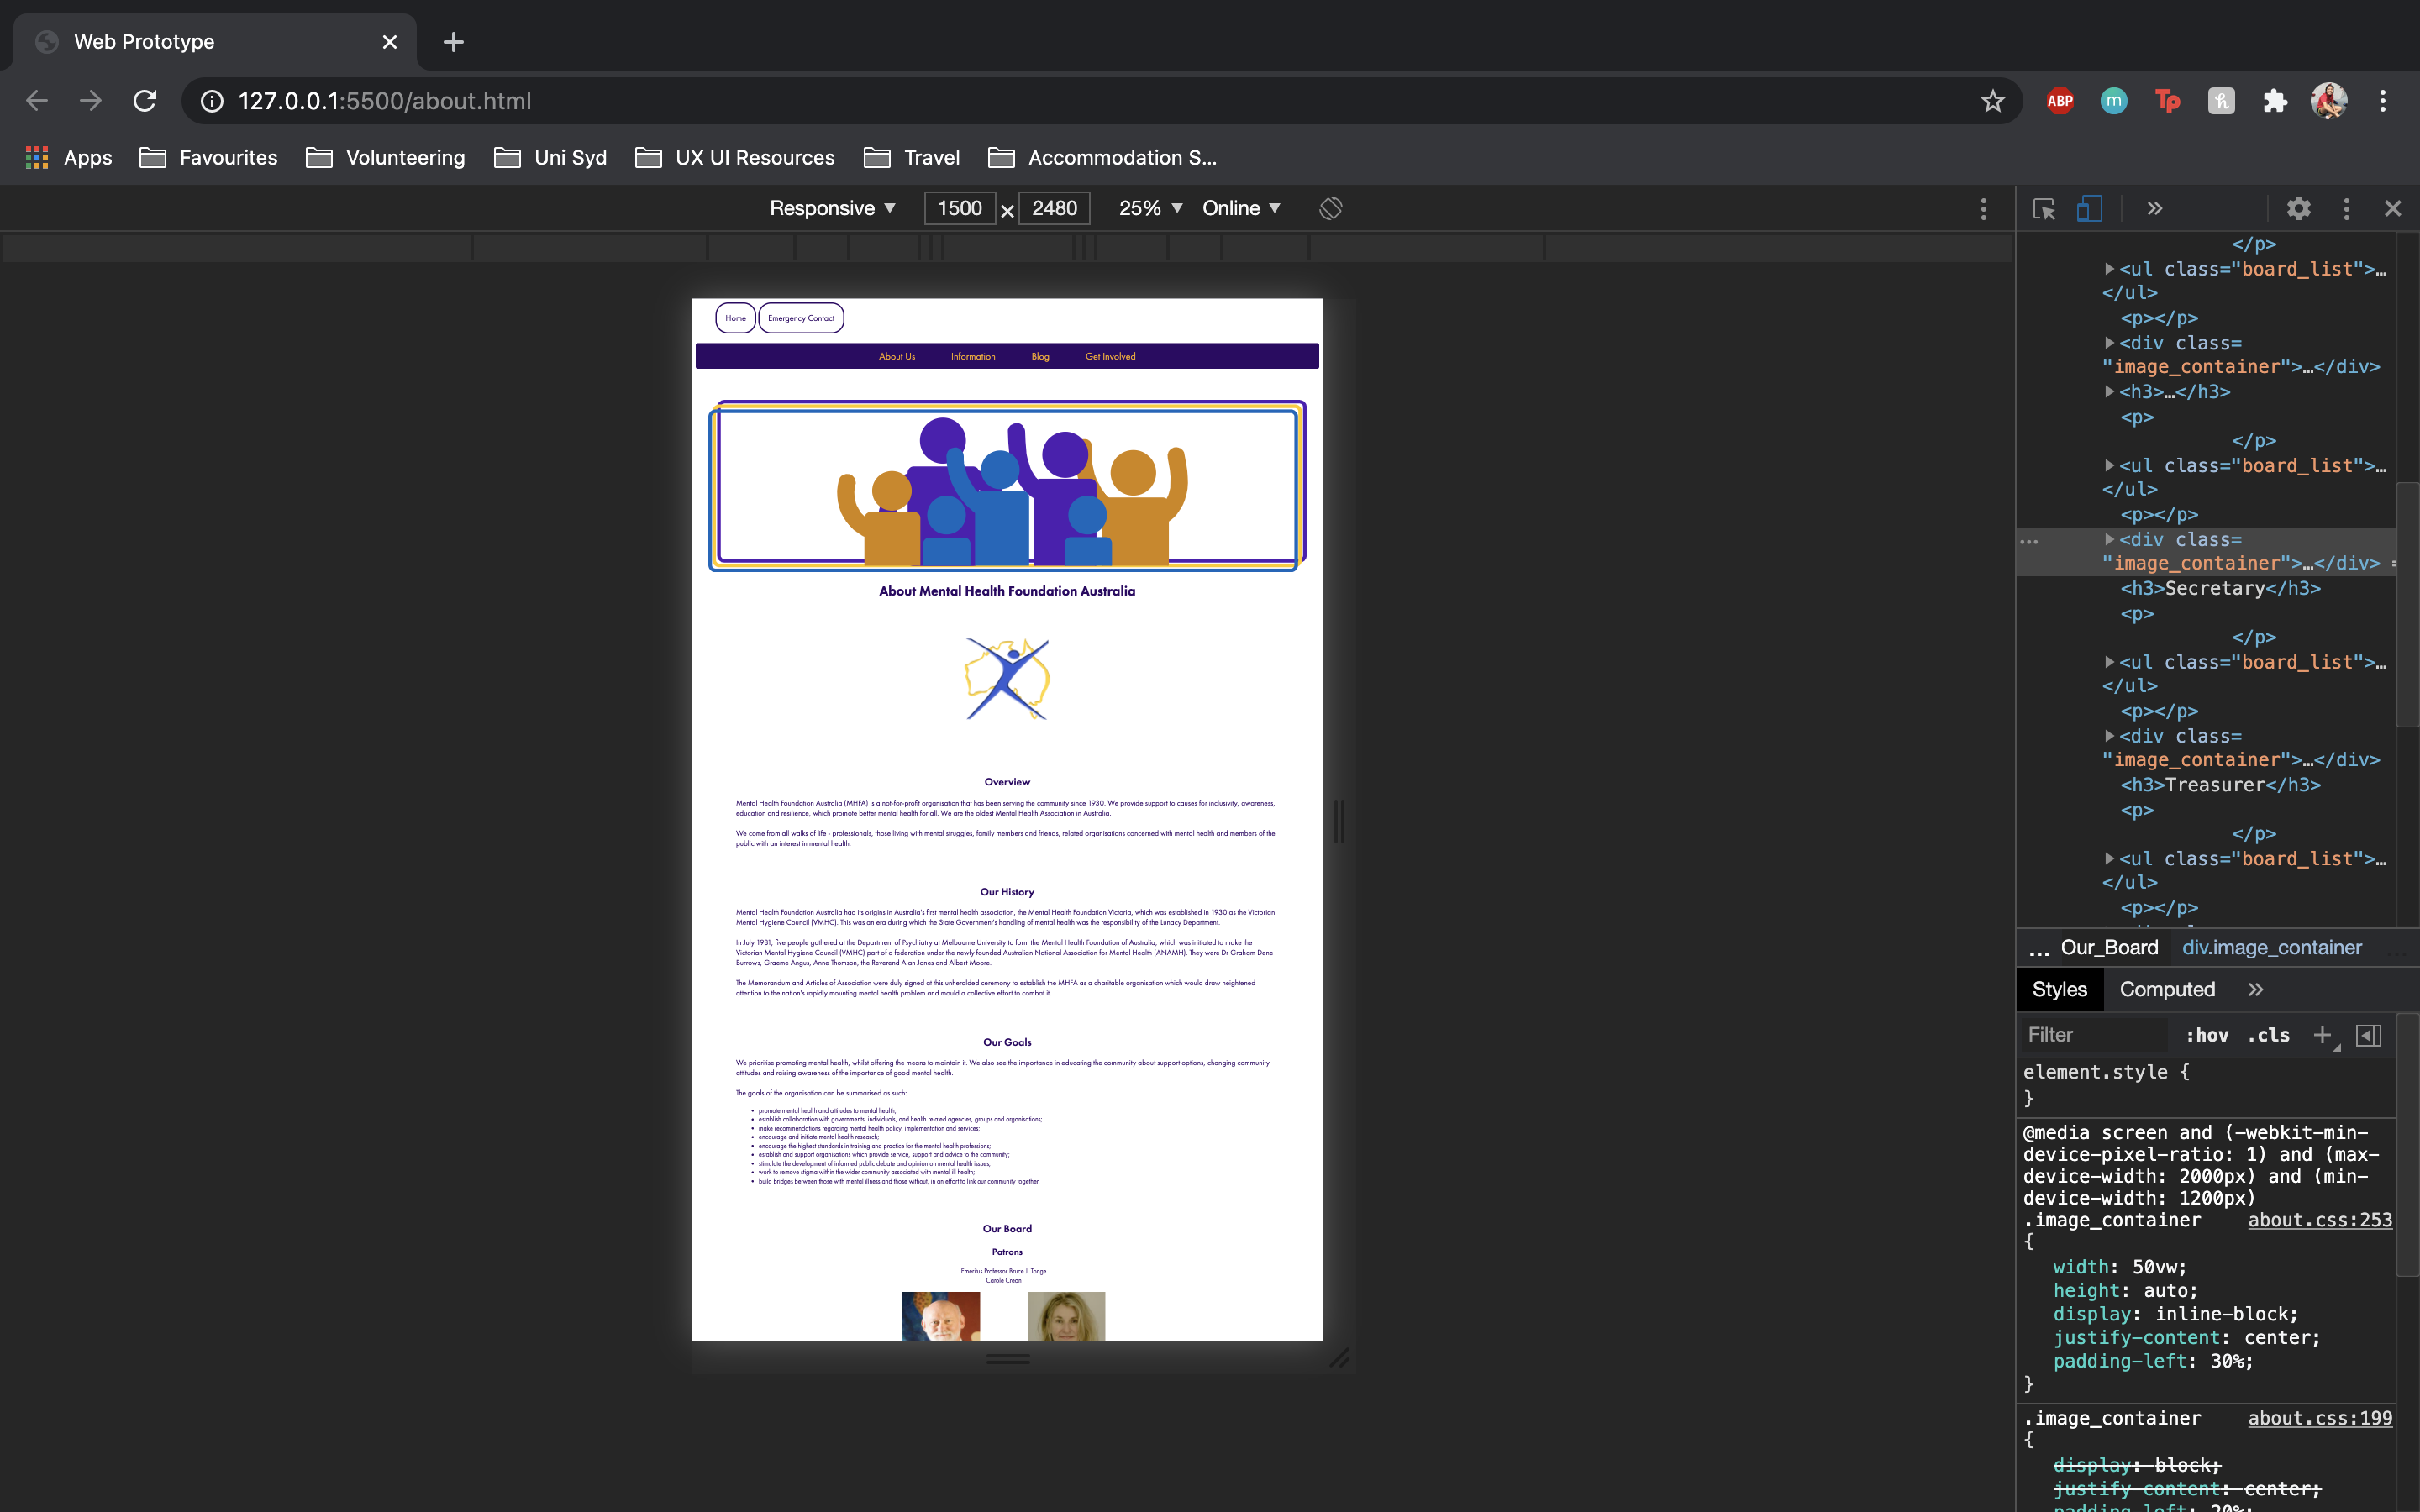 Web Prototype
127.0.0.1:5500/about.html
ABP
m
Tp
h
Apps
Favourites
Volunteering
Uni Syd
UX UI Resources
Travel
Accommodation S...
Responsive ▼ 1500 × 2480 25% ▼ Online ▼
Home
Emergency Contact
About Us
Information
Blog
Get Involved
About Mental Health Foundation Australia
Overview
Mental Health Foundation Australia (MHFA) is a not-for-profit organisation that has been serving the community since 1930. We provide support to causes for inclusivity, awareness,
education and resilience, which promote better mental health for all. We are the oldest Mental Health Association in Australia.
We come from all walks of life - professionals, those living with mental struggles, family members and friends, related organisations concerned with mental health and members of the
public with an interest in mental health.
Our History
Mental Health Foundation Australia had its origins in Australia's first mental health association, the Mental Health Foundation Victoria, which was established in 1930 as the Victorian
Mental Hygiene Council (VMHC). This was an era during which the State Government's handling of mental health was the responsibility of the Lunacy Department.
In July 1981, five people gathered at the Department of Psychiatry at Melbourne University to form the Mental Health Foundation of Australia, which was initiated to make the
Victorian Mental Hygiene Council (VMHC) part of a federation under the newly founded Australian National Association for Mental Health (ANAMH). They were Dr Graham Dene
Burrows, Graeme Angus, Anne Thomson, the Reverend Alan Jones and Albert Moore.
The Memorandum and Articles of Association were duly signed at this unheralded ceremony to establish the MHFA as a charitable organisation which would draw heightened
attention to the nation's rapidly mounting mental health problem and mould a collective effort to combat it.
Our Goals
We prioritise promoting mental health, whilst offering the means to maintain it. We also see the importance in educating the community about support options, changing community
attitudes and raising awareness of the importance of good mental health.
The goals of the organisation can be summarised as such:
• promote mental health and attitudes to mental health;
• establish collaboration with governments, individuals, and health related agencies, groups and organisations;
• make recommendations regarding mental health policy, implementation and services;
• encourage and initiate mental health research;
• encourage the highest standards in training and practice for the mental health professions;
• establish and support organisations which provide service, support and advice to the community;
• stimulate the development of informed public debate and opinion on mental health issues;
• work to remove stigma within the wider community associated with mental ill health;
• build bridges between those with mental illness and those without, in an effort to link our community together.
Our Board
Patrons
Emeritus Professor Bruce J. Tonge
Carole Crean
</p>
<ul class="board_list">…
</ul>
<p></p>
<div class=
"image_container">…</div>
<h3>…</h3>
<p>
</p>
<ul class="board_list">…
</ul>
<p></p>
<div class=
"image_container">…</div> =
<h3>Secretary</h3>
<p>
</p>
<ul class="board_list">…
</ul>
<p></p>
<div class=
"image_container">…</div>
<h3>Treasurer</h3>
<p>
</p>
<ul class="board_list">…
</ul>
<p></p>
... Our_Board div.image_container
Styles Computed »
Filter :hov .cls +
element.style {
}
@media screen and (-webkit-min-
device-pixel-ratio: 1) and (max-
device-width: 2000px) and (min-
device-width: 1200px)
.image_container about.css:253
{
width: 50vw;
height: auto;
display: inline-block;
justify-content: center;
padding-left: 30%;
}
.image_container about.css:199
{
display: block;
justify-content: center;
padding-left: 20%;